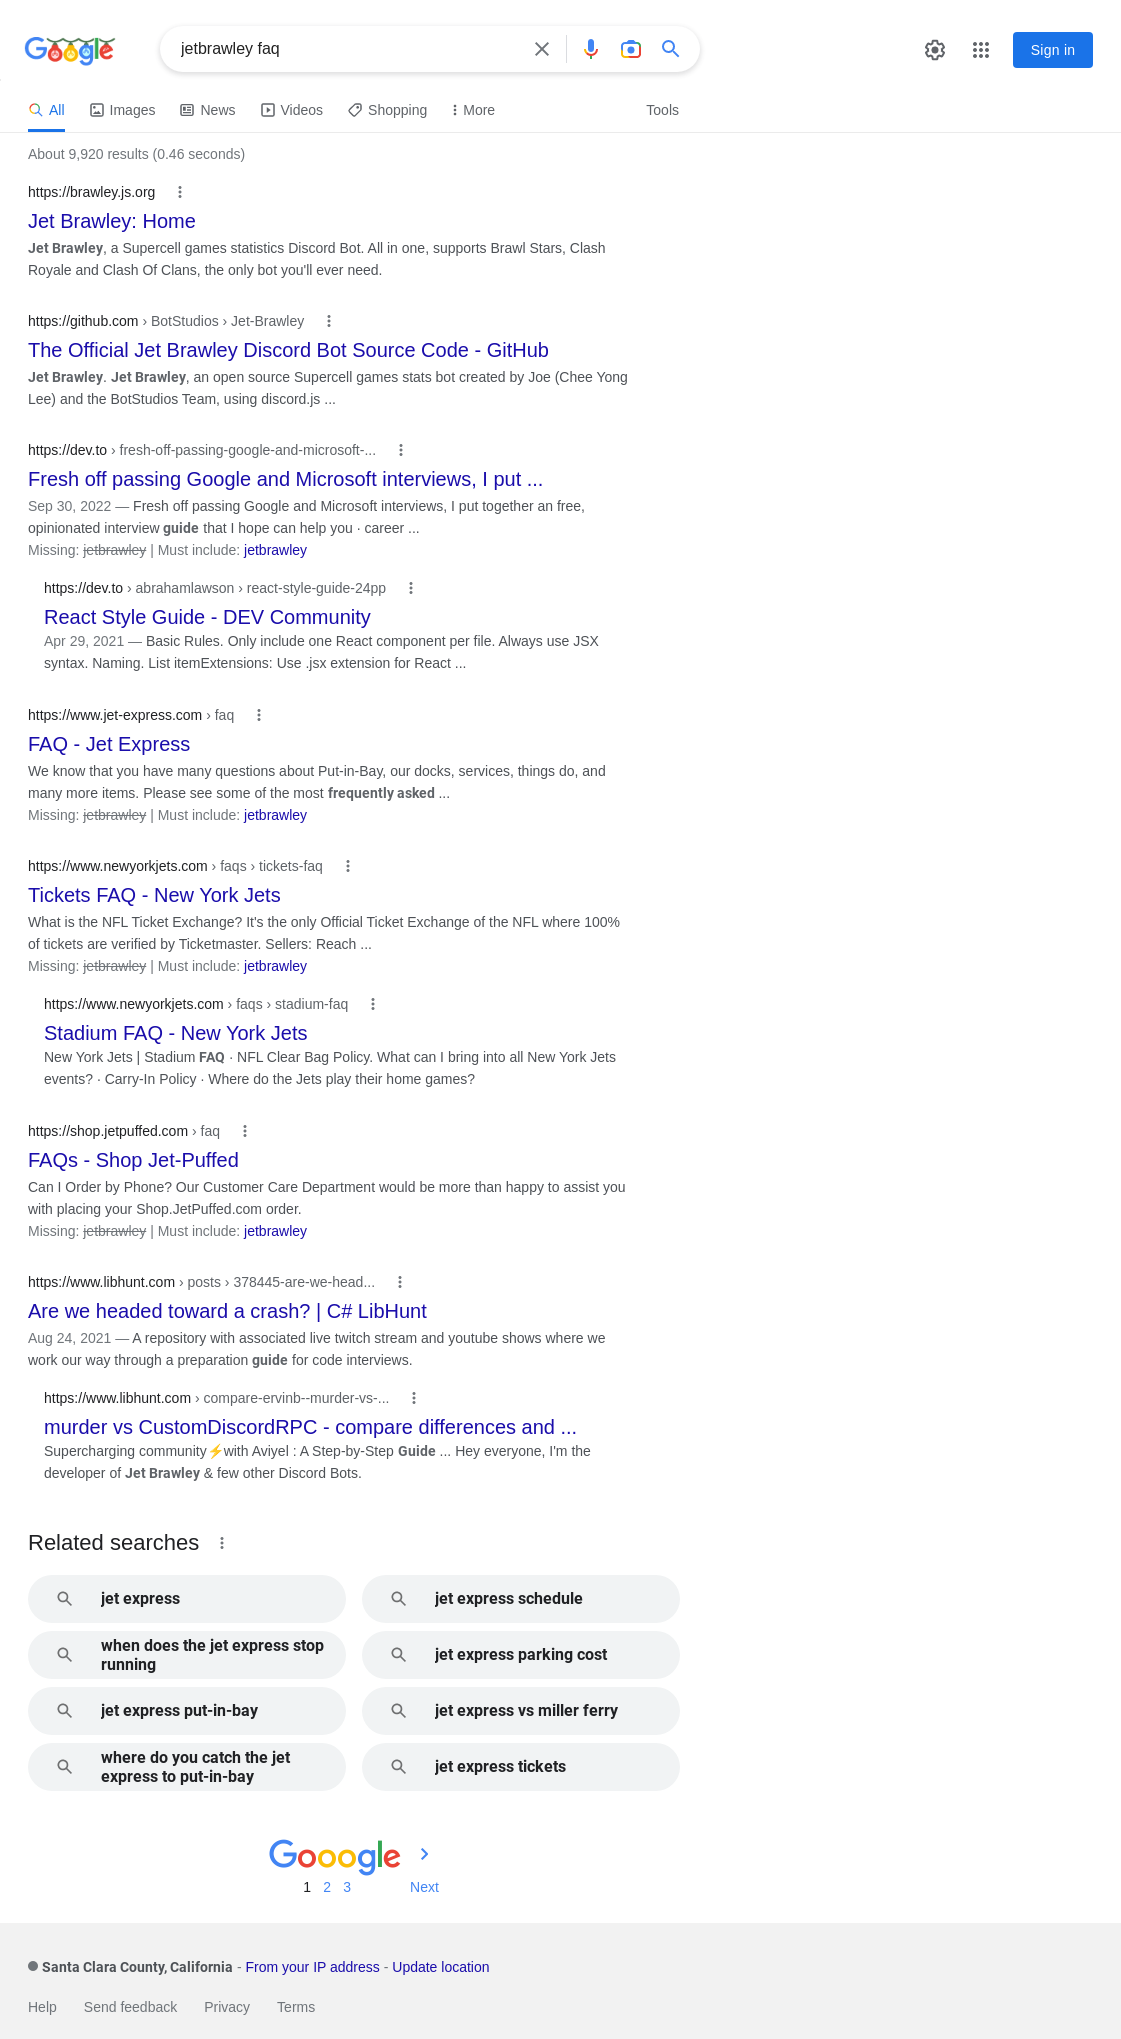 Google
jetbrawley faq
Sign in
All
Images
News
Videos
Shopping
More
Tools
About 9,920 results (0.46 seconds)
https://brawley.js.org
Jet Brawley: Home
Jet Brawley, a Supercell games statistics Discord Bot. All in one, supports Brawl Stars, Clash
Royale and Clash Of Clans, the only bot you'll ever need.
https://github.com › BotStudios › Jet-Brawley
The Official Jet Brawley Discord Bot Source Code - GitHub
Jet Brawley. Jet Brawley, an open source Supercell games stats bot created by Joe (Chee Yong
Lee) and the BotStudios Team, using discord.js ...
https://dev.to › fresh-off-passing-google-and-microsoft-...
Fresh off passing Google and Microsoft interviews, I put ...
Sep 30, 2022 — Fresh off passing Google and Microsoft interviews, I put together an free,
opinionated interview guide that I hope can help you · career ...
Missing: jetbrawley | Must include: jetbrawley
https://dev.to › abrahamlawson › react-style-guide-24pp
React Style Guide - DEV Community
Apr 29, 2021 — Basic Rules. Only include one React component per file. Always use JSX
syntax. Naming. List itemExtensions: Use .jsx extension for React ...
https://www.jet-express.com › faq
FAQ - Jet Express
We know that you have many questions about Put-in-Bay, our docks, services, things do, and
many more items. Please see some of the most frequently asked ...
Missing: jetbrawley | Must include: jetbrawley
https://www.newyorkjets.com › faqs › tickets-faq
Tickets FAQ - New York Jets
What is the NFL Ticket Exchange? It's the only Official Ticket Exchange of the NFL where 100%
of tickets are verified by Ticketmaster. Sellers: Reach ...
Missing: jetbrawley | Must include: jetbrawley
https://www.newyorkjets.com › faqs › stadium-faq
Stadium FAQ - New York Jets
New York Jets | Stadium FAQ · NFL Clear Bag Policy. What can I bring into all New York Jets
events? · Carry-In Policy · Where do the Jets play their home games?
https://shop.jetpuffed.com › faq
FAQs - Shop Jet-Puffed
Can I Order by Phone? Our Customer Care Department would be more than happy to assist you
with placing your Shop.JetPuffed.com order.
Missing: jetbrawley | Must include: jetbrawley
https://www.libhunt.com › posts › 378445-are-we-head...
Are we headed toward a crash? | C# LibHunt
Aug 24, 2021 — A repository with associated live twitch stream and youtube shows where we
work our way through a preparation guide for code interviews.
https://www.libhunt.com › compare-ervinb--murder-vs-...
murder vs CustomDiscordRPC - compare differences and ...
Supercharging community⚡with Aviyel : A Step-by-Step Guide ... Hey everyone, I'm the
developer of Jet Brawley & few other Discord Bots.
Related searches
jet express
jet express schedule
when does the jet express stop
running
jet express parking cost
jet express put-in-bay
jet express vs miller ferry
where do you catch the jet
express to put-in-bay
jet express tickets
Gooogle
1 2 3 Next
Santa Clara County, California - From your IP address - Update location
Help Send feedback Privacy Terms